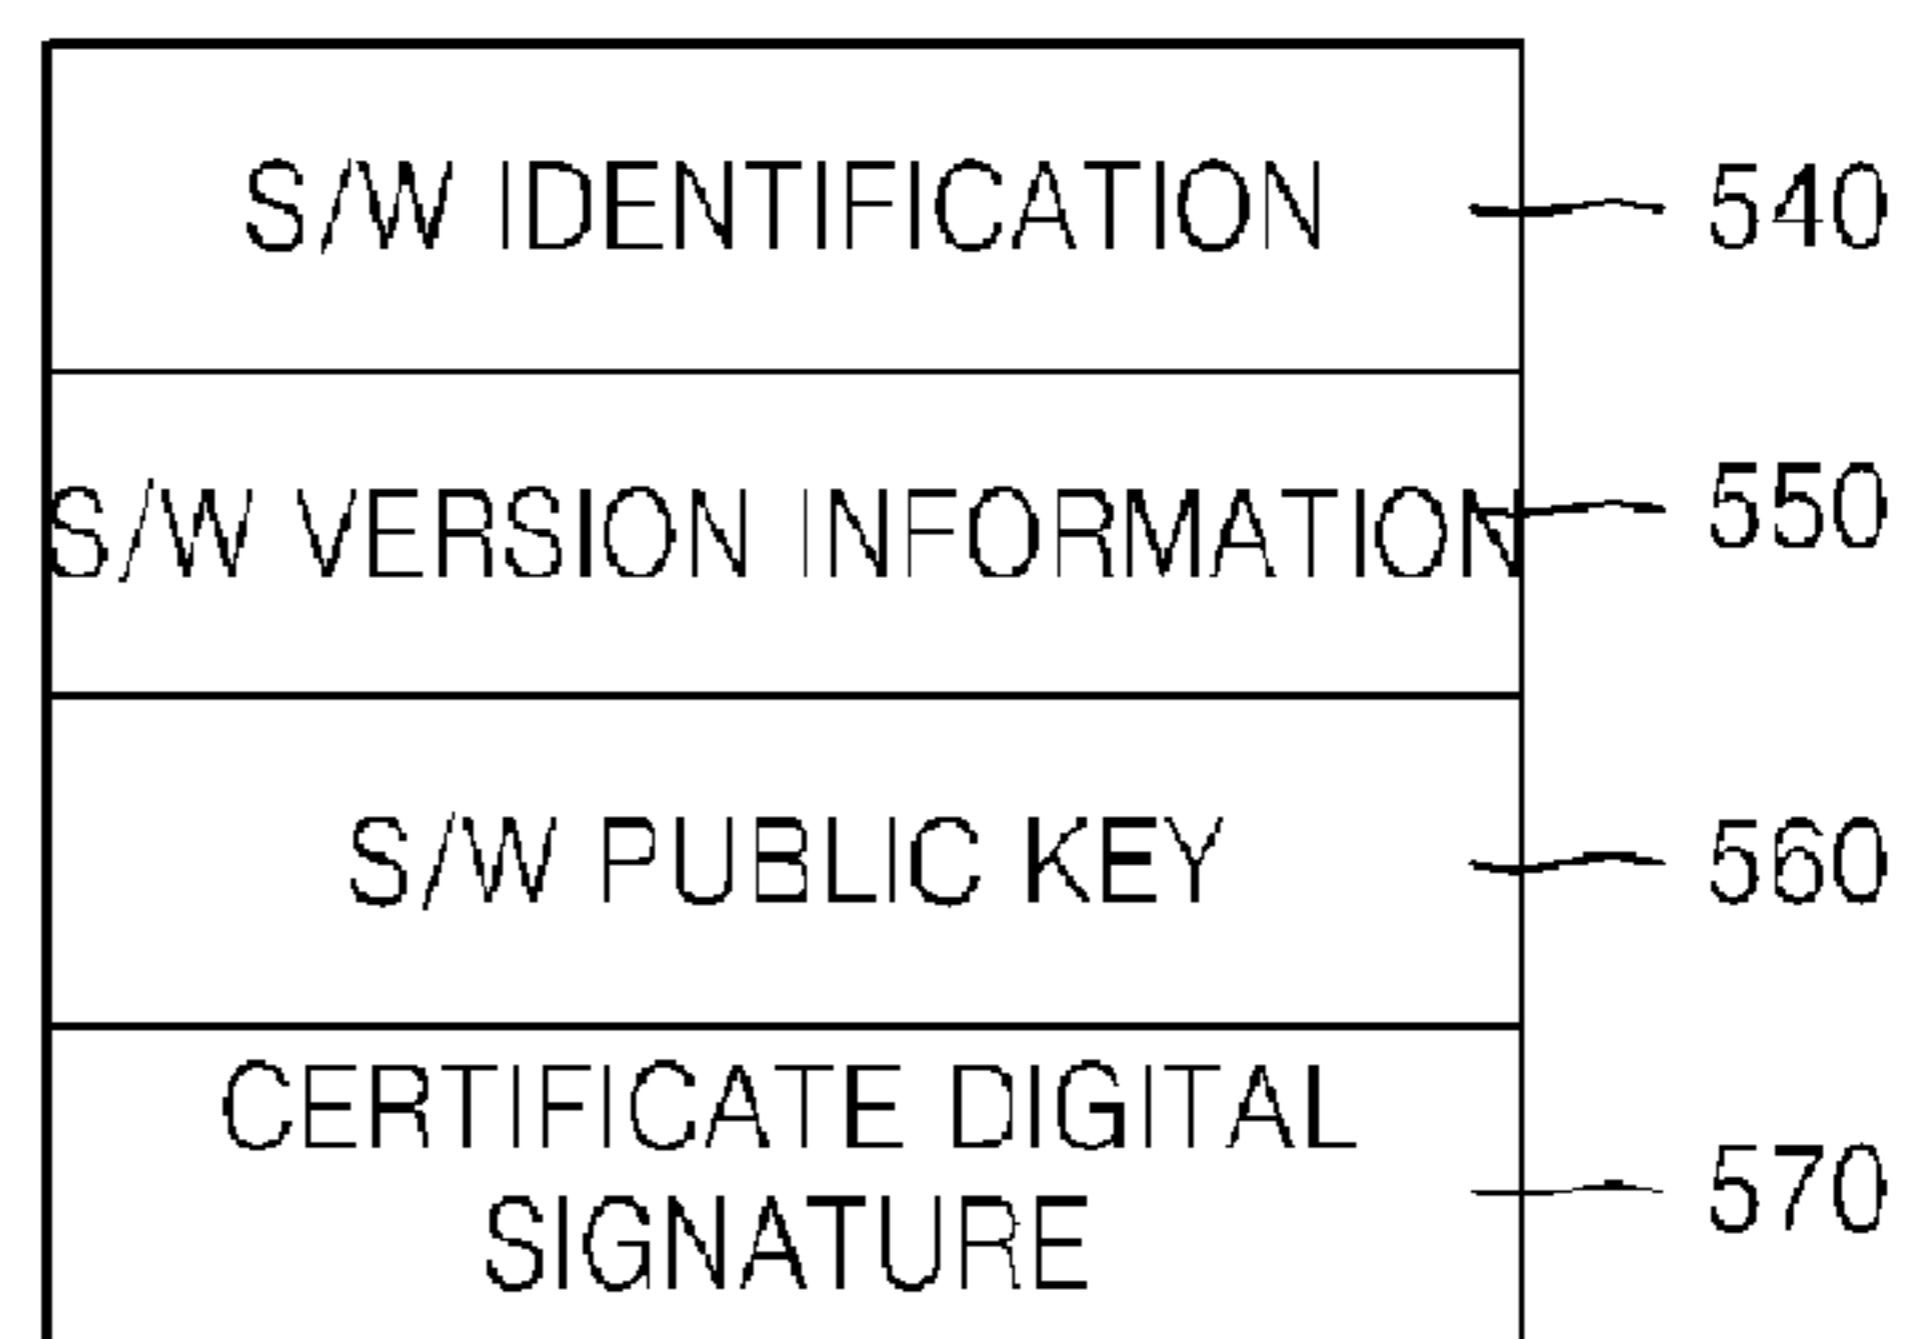 S/W IDENTIFICATION 540
S/W VERSION INFORMATION 550
S/W PUBLIC KEY 560
CERTIFICATE DIGITAL
SIGNATURE
570